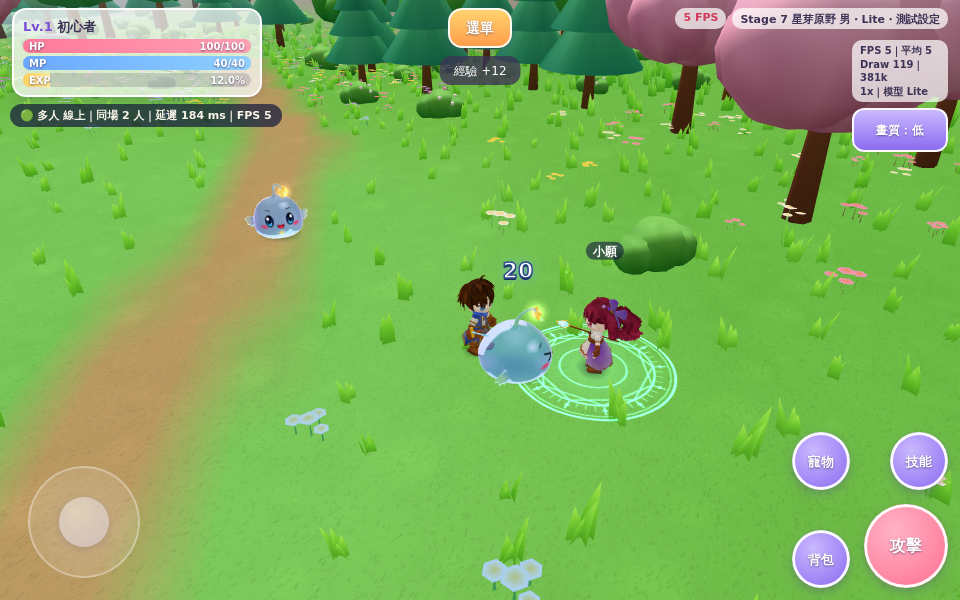 Lv.1 初心者
HP 100/100
MP 40/40
EXP 12.0%
🟢 多人 線上｜同場 2 人｜延遲 184 ms｜FPS 5
選單
經驗 +12
5 FPS
Stage 7 星芽原野 男・Lite・測試設定
FPS 5｜平均 5
Draw 119｜
381k
1x｜模型 Lite
畫質：低
小願
20
寵物
技能
背包
攻擊